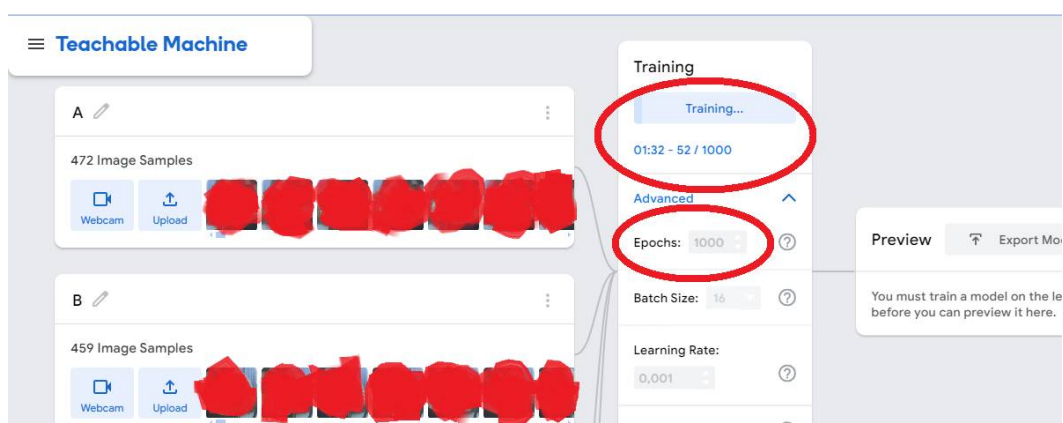 Teachable Machine
A
472 Image Samples
Webcam
Upload
B
459 Image Samples
Webcam
Upload
Training
Training...
01:32 - 52 / 1000
Advanced
Epochs: 1000
Batch Size: 16
Learning Rate:
0,001
Preview
Export Mo
You must train a model on the le
before you can preview it here.